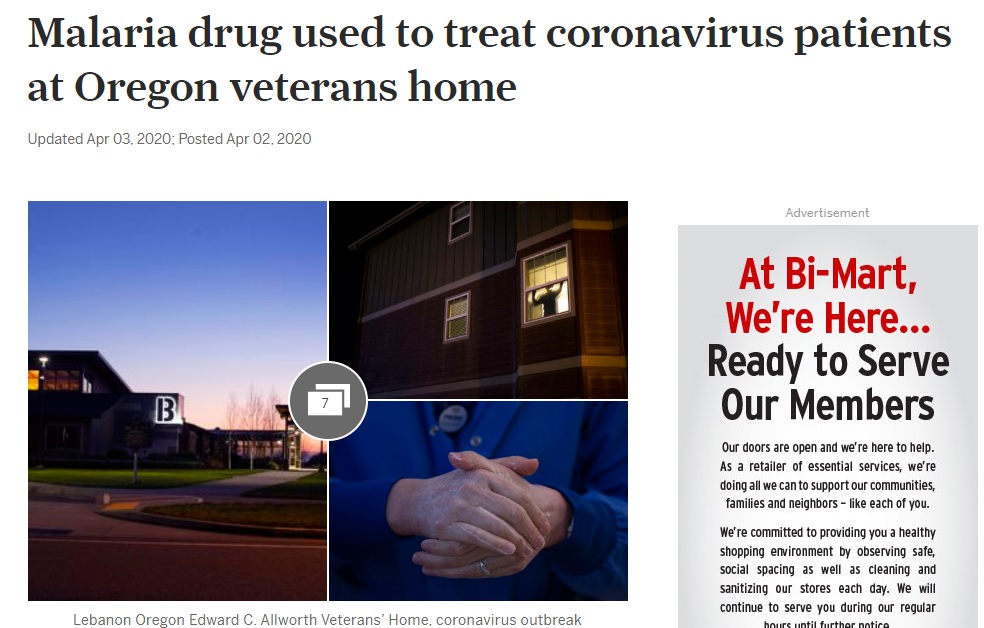 Malaria drug used to treat coronavirus patients
at Oregon veterans home
Updated Apr 03, 2020; Posted Apr 02, 2020
B
7
Lebanon Oregon Edward C. Allworth Veterans' Home, coronavirus outbreak
Advertisement
At Bi-Mart,
We're Here...
Ready to Serve
Our Members
Our doors are open and we're here to help.
As a retailer of essential services, we're
doing all we can to support our communities,
families and neighbors – like each of you.
We're committed to providing you a healthy
shopping environment by observing safe,
social spacing as well as cleaning and
sanitizing our stores each day. We will
continue to serve you during our regular
hours until further notice.